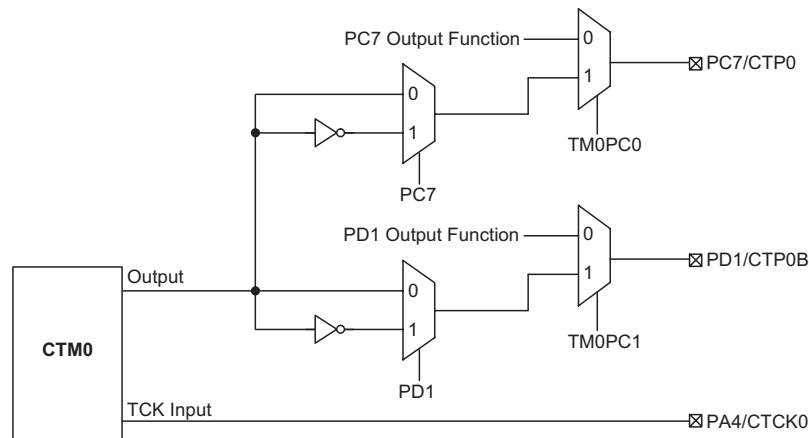 PC7 Output Function
0
1
PC7/CTP0
TM0PC0
0
1
PC7
PD1 Output Function
0
1
PD1/CTP0B
TM0PC1
0
1
PD1
Output
CTM0
TCK Input
PA4/CTCK0